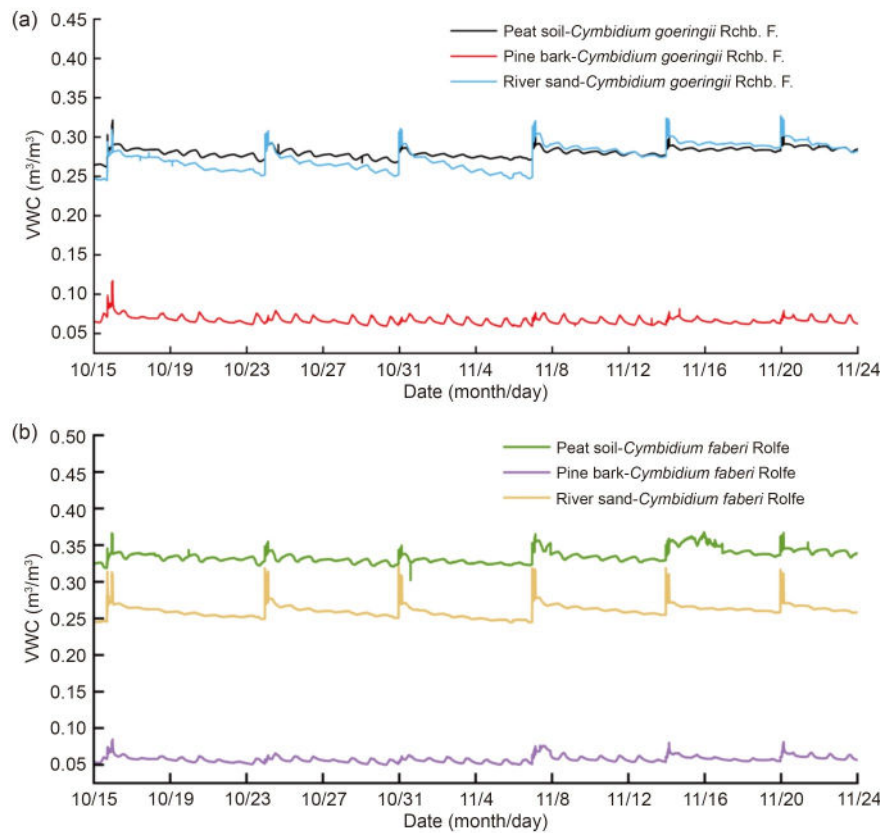 (a)
0.45
0.40
0.35
0.30
0.25
0.20
0.15
0.10
0.05
VWC (m³/m³)
Peat soil-Cymbidium goeringii Rchb. F.
Pine bark-Cymbidium goeringii Rchb. F.
River sand-Cymbidium goeringii Rchb. F.
10/15 10/19 10/23 10/27 10/31 11/4 11/8 11/12 11/16 11/20 11/24
Date (month/day)
(b)
0.50
0.45
0.40
0.35
0.30
0.25
0.20
0.15
0.10
0.05
VWC (m³/m³)
Peat soil-Cymbidium faberi Rolfe
Pine bark-Cymbidium faberi Rolfe
River sand-Cymbidium faberi Rolfe
10/15 10/19 10/23 10/27 10/31 11/4 11/8 11/12 11/16 11/20 11/24
Date (month/day)